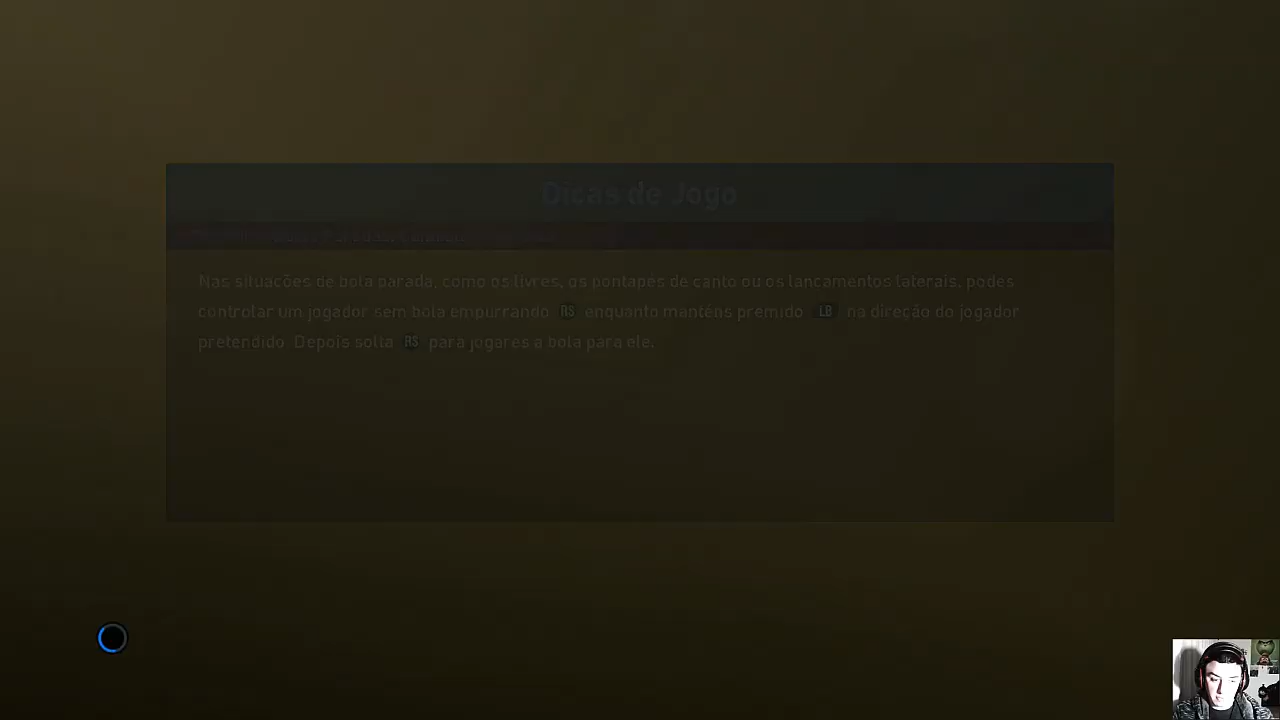 Dicas de Jogo
Nas situações de bola parada, como os livres, os pontapés de canto ou os lançamentos laterais, podes
controlar um jogador sem bola empurrando RS enquanto manténs premido LB na direção do jogador
pretendido. Depois solta RS para jogares a bola para ele.